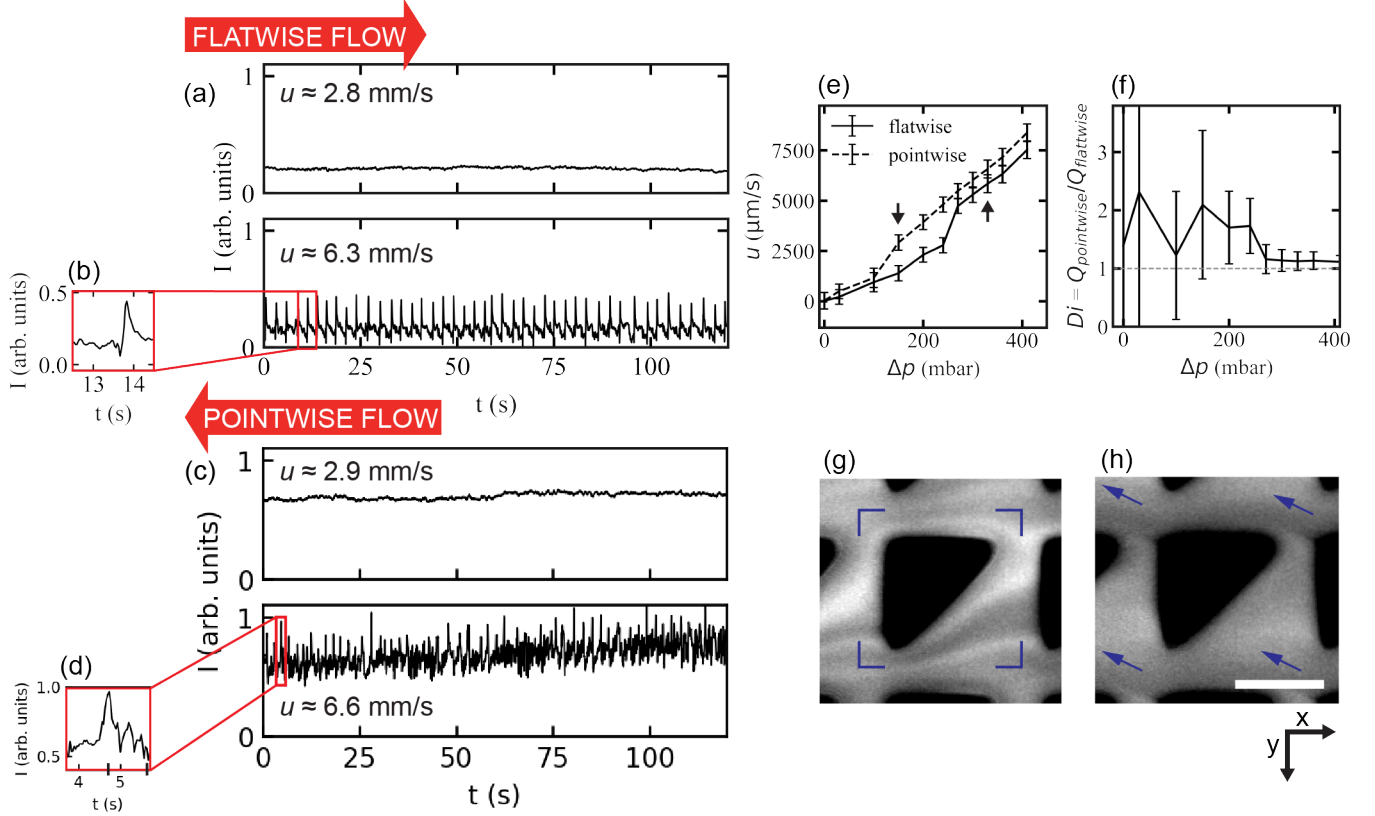 FLATWISE FLOW
(a)
1
u ≈ 2.8 mm/s
0
I (arb. units)
1
u ≈ 6.3 mm/s
0
0 25 50 75 100
t (s)
(b)
0.5
0.0
I (arb. units)
13 14
t (s)
POINTWISE FLOW
(c)
1
u ≈ 2.9 mm/s
0
I (arb. units)
1
u ≈ 6.6 mm/s
0
0 25 50 75 100
t (s)
(d)
1.0
0.5
I (arb. units)
4 5
t (s)
(e)
flatwise
pointwise
7500
5000
2500
0
u (μm/s)
0 200 400
Δp (mbar)
(f)
3
2
1
0
Di = Qpointwise/Qflattwise
0 200 400
Δp (mbar)
(g)
(h)
x
y